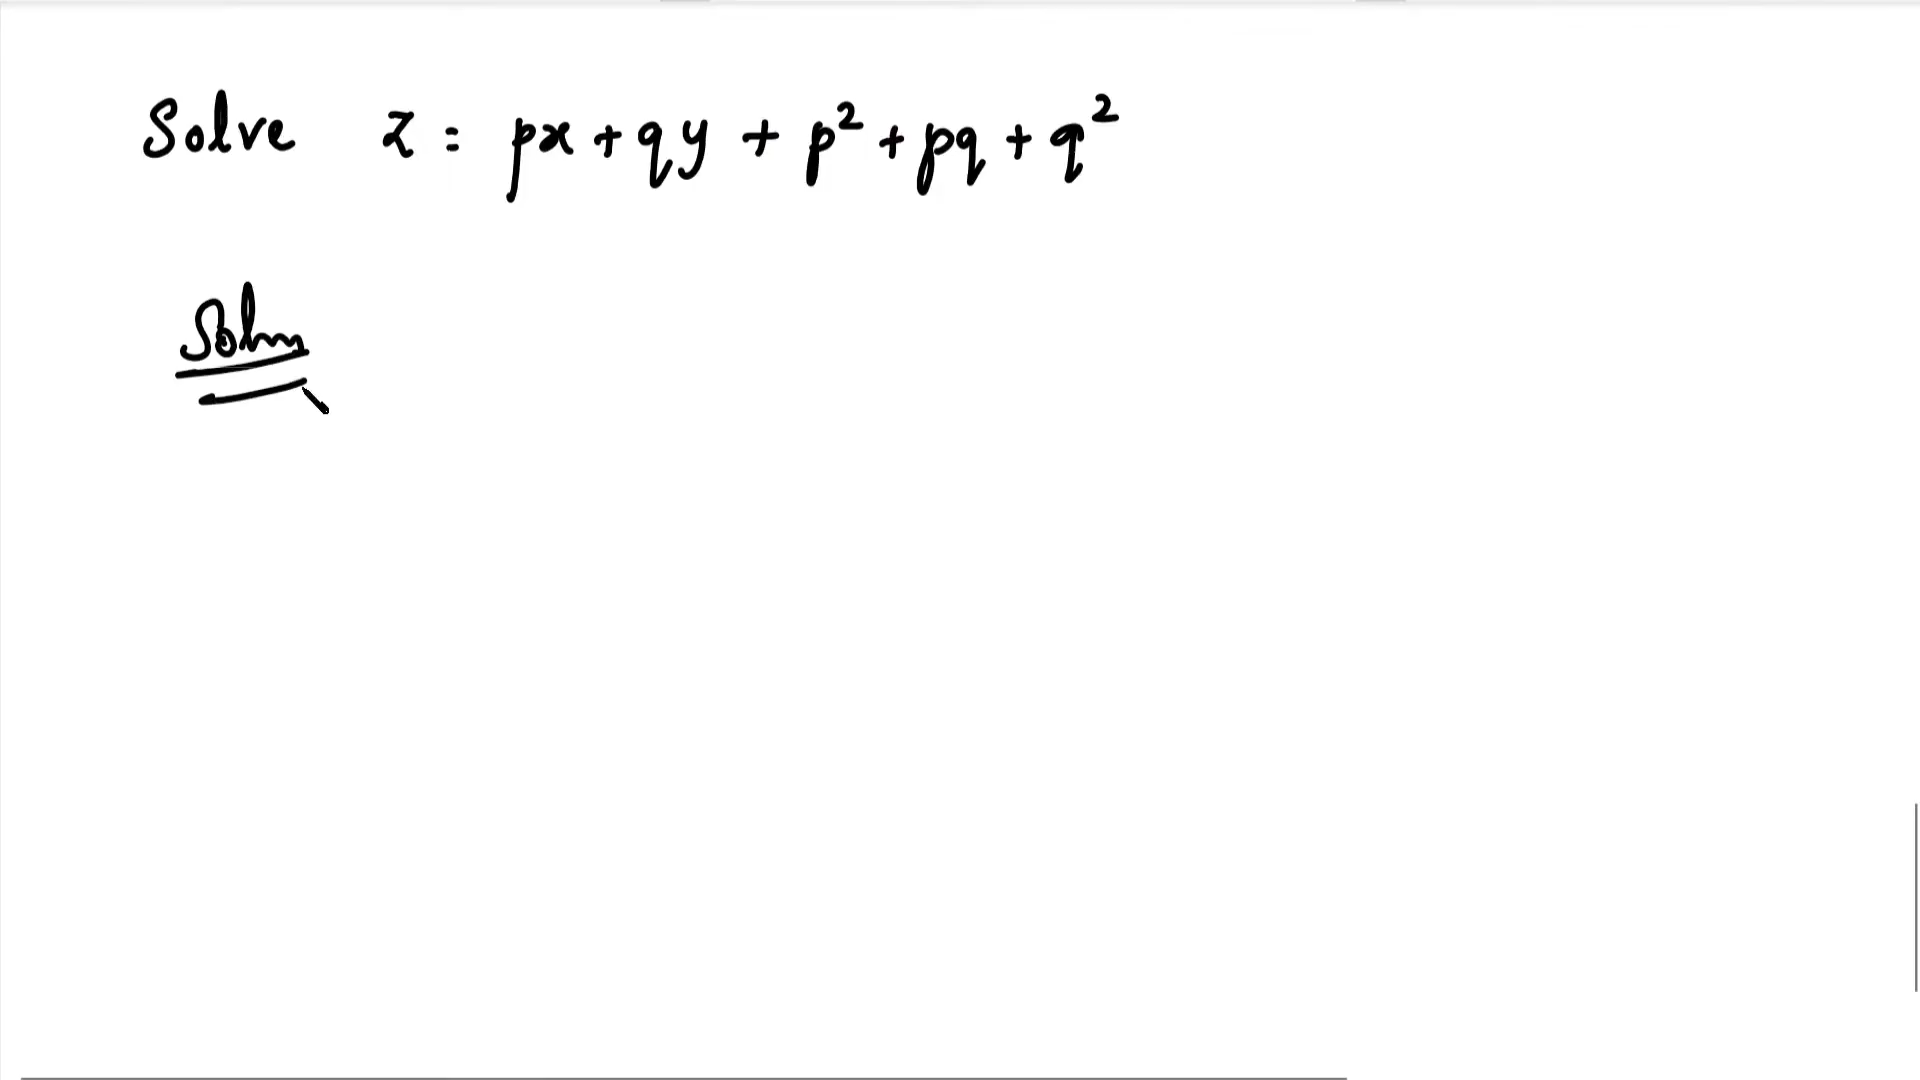 Solve z = px + qy + p² + pq + q²
Soln